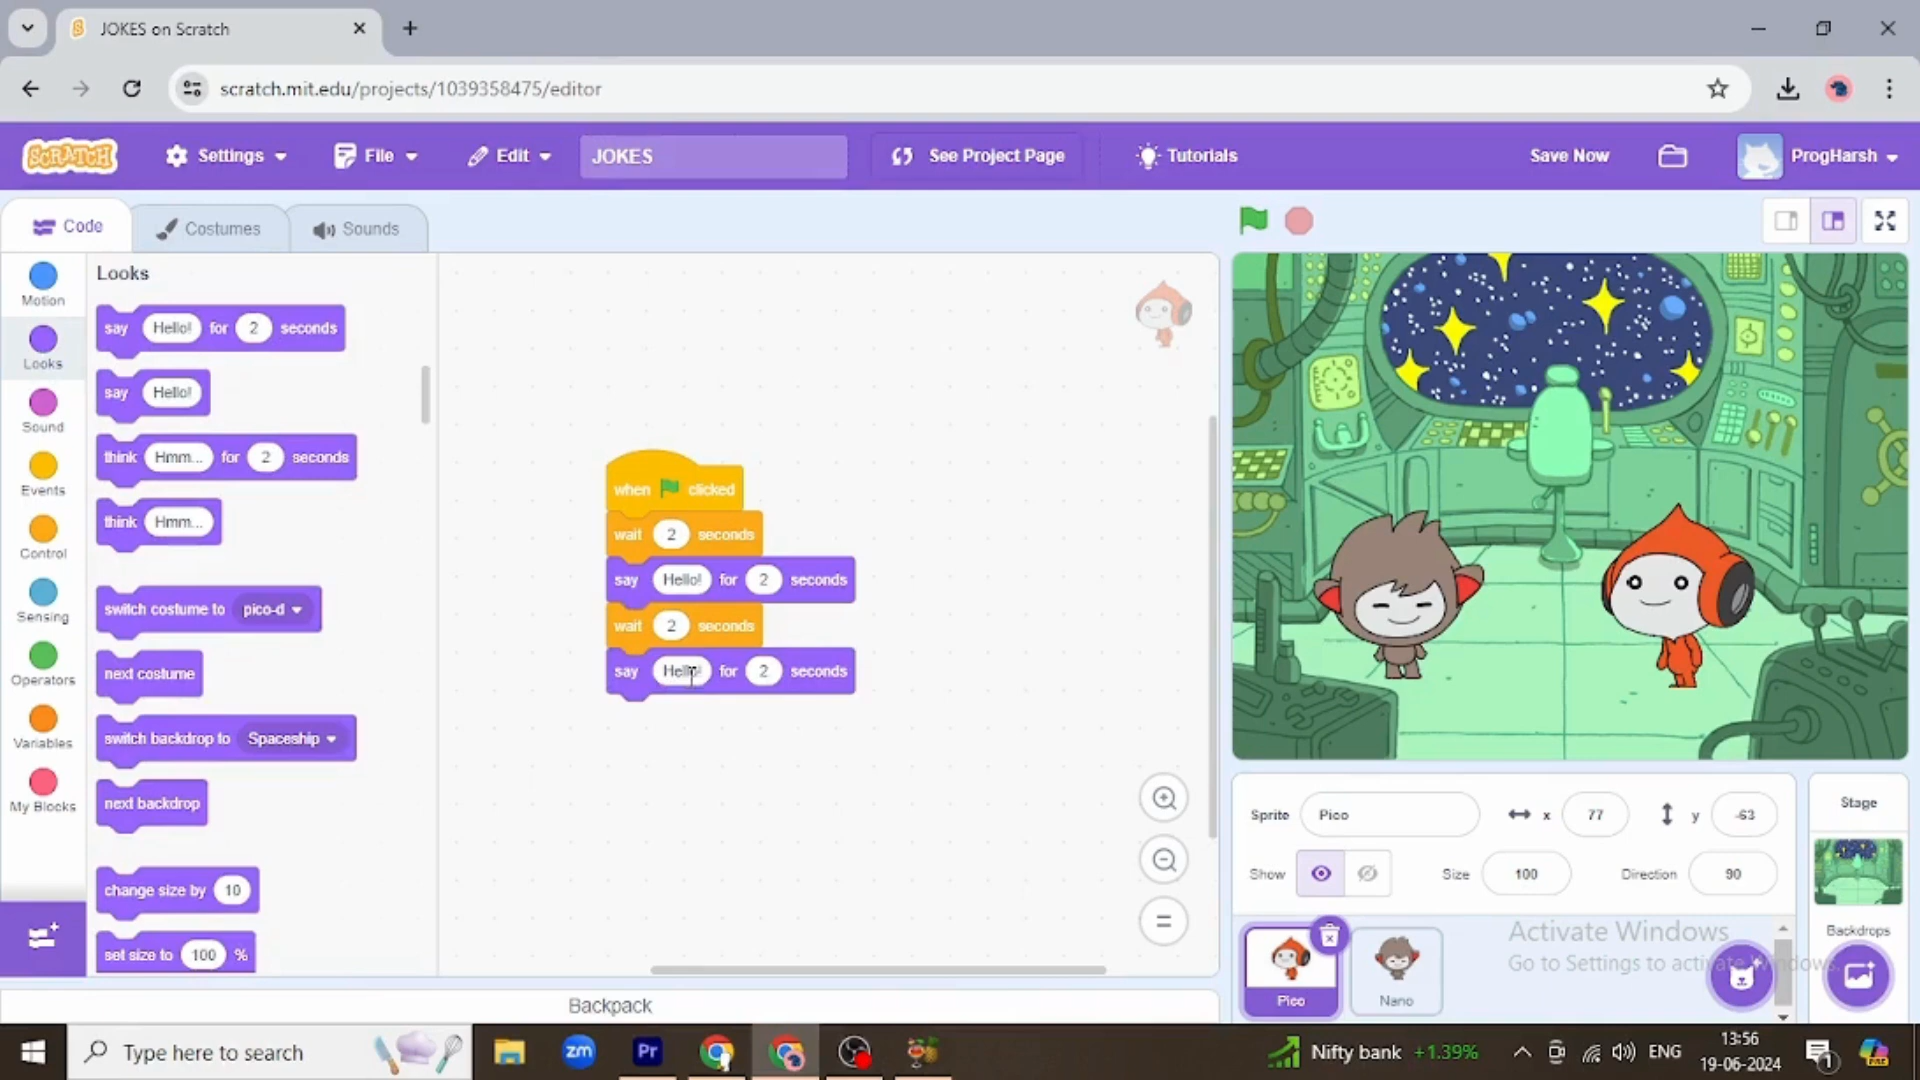 JOKES on Scratch
scratch.mit.edu/projects/1039358475/editor
SCRATCH Settings File Edit JOKES See Project Page Tutorials Save Now ProgHarsh
Code Costumes Sounds
Motion
Looks
Sound
Events
Control
Sensing
Operators
Variables
My Blocks
Looks
say Hello! for 2 seconds
say Hello!
think Hmm... for 2 seconds
think Hmm...
switch costume to pico-d
next costume
switch backdrop to Spaceship
next backdrop
change size by 10
set size to 100 %
when clicked
wait 2 seconds
say Hello! for 2 seconds
wait 2 seconds
say Hello! for 2 seconds
Backpack
Sprite Pico x 77 y -63
Show Size 100 Direction 90
Pico
Nano
Stage
Backdrops
Activate Windows
Go to Settings to activate Windows.
Type here to search
zm
Pr
Nifty bank +1.39%
ENG
13:56
19-06-2024
1